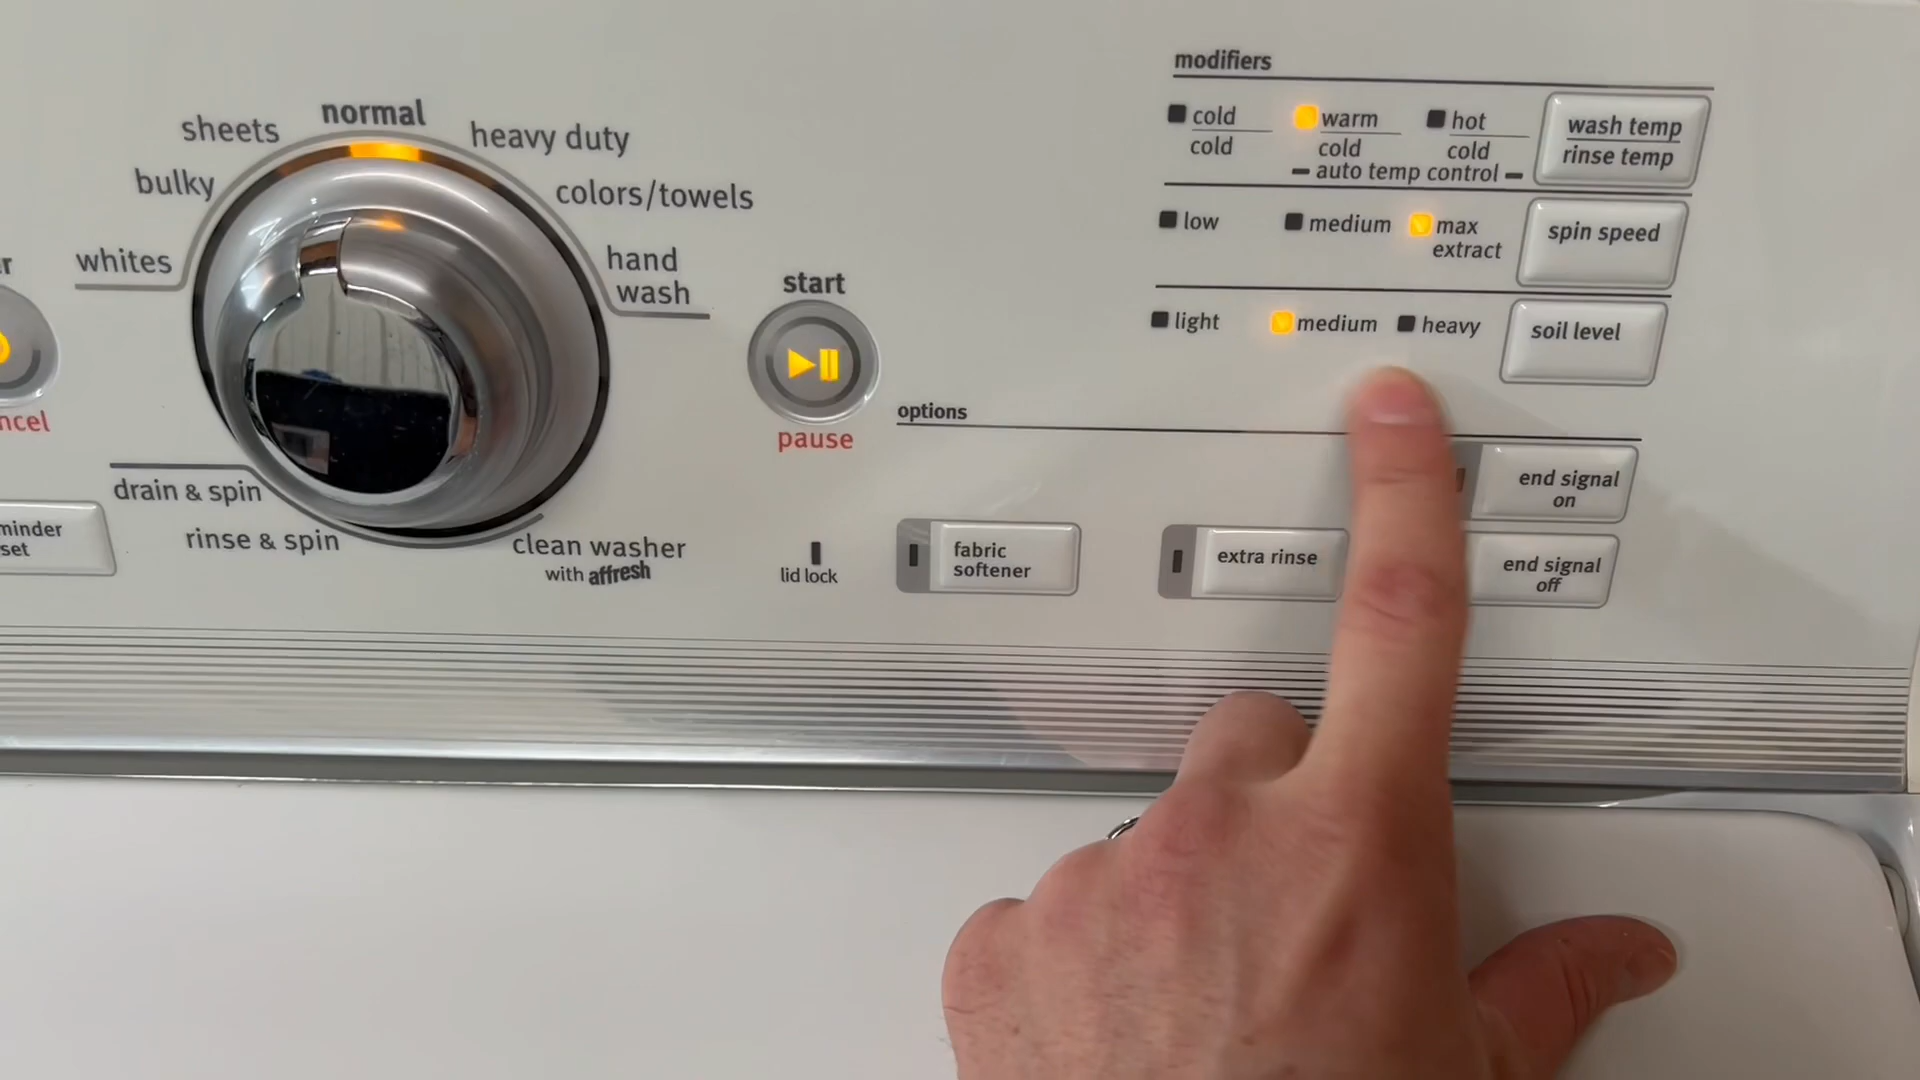 modifiers
cold
cold
warm
cold
hot
cold
auto temp control
wash temp
rinse temp
low
medium
max
extract
spin speed
light
medium
heavy
soil level
normal
sheets
heavy duty
bulky
colors/towels
whites
hand
wash
start
pause
options
drain & spin
rinse & spin
clean washer
with affresh
lid lock
fabric
softener
extra rinse
end signal
on
end signal
off